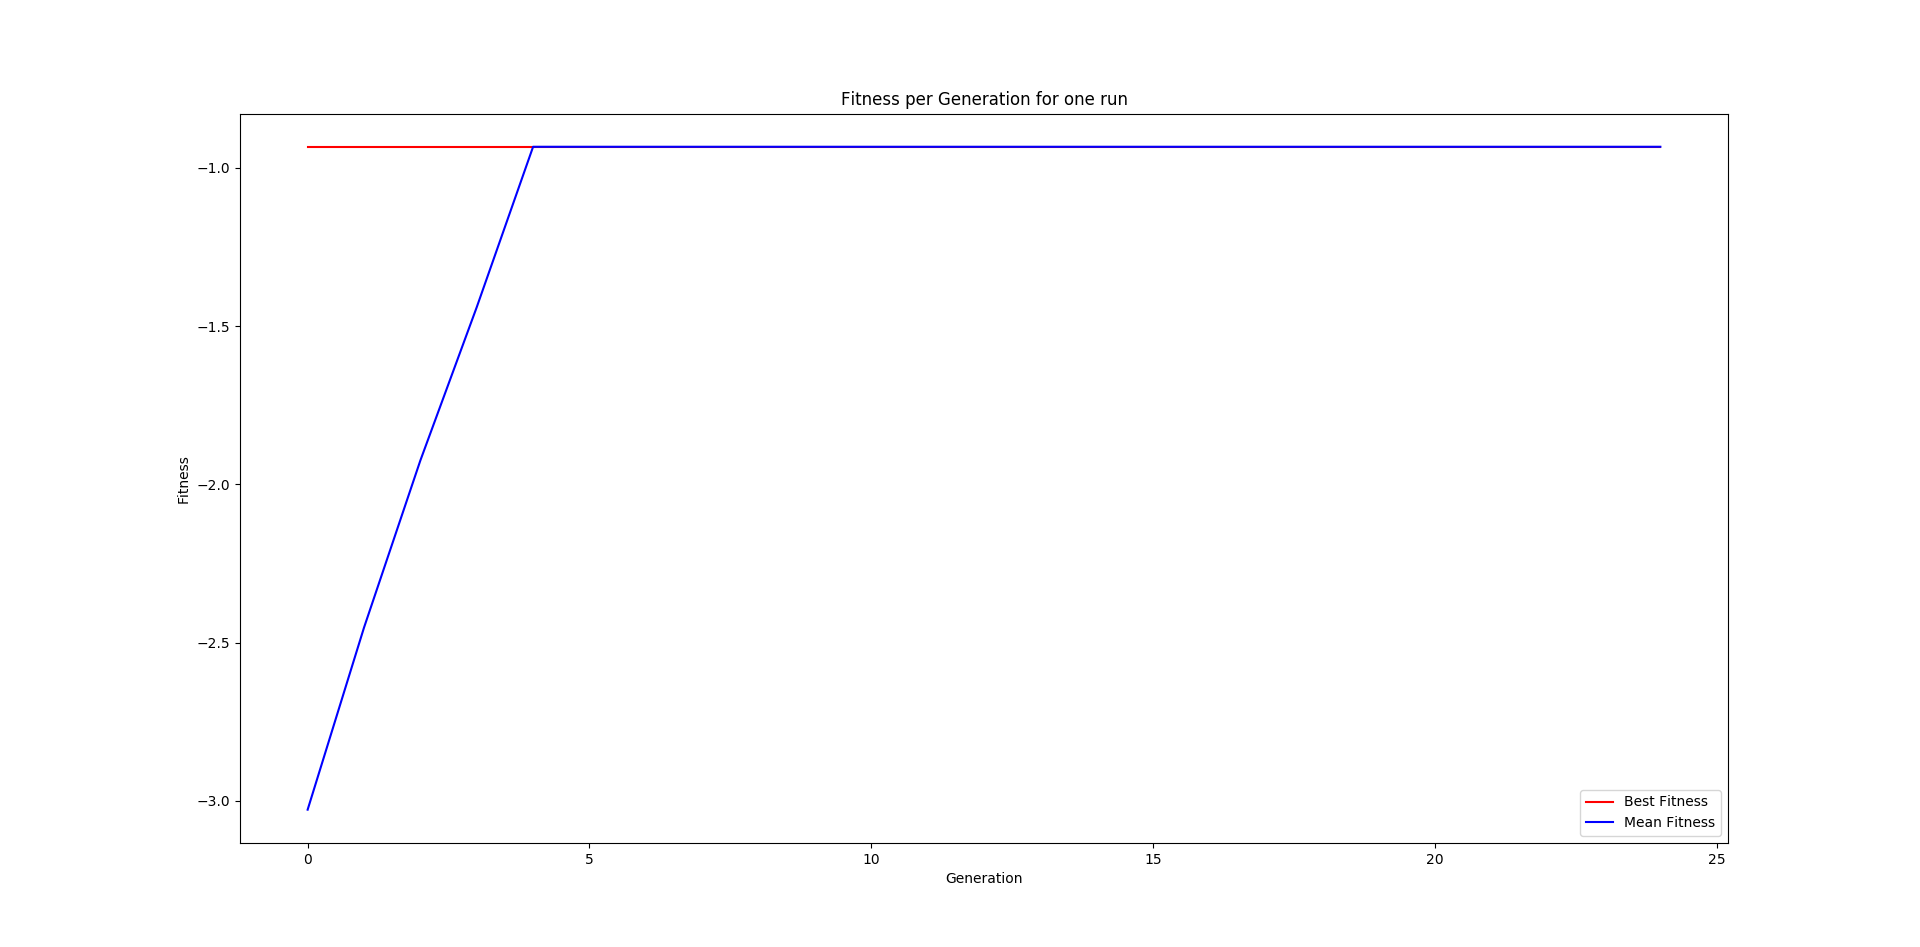 Fitness per Generation for one run
−1.0
−1.5
−2.0
−2.5
−3.0
Fitness
0 5 10 15 20 25
Generation
Best Fitness
Mean Fitness